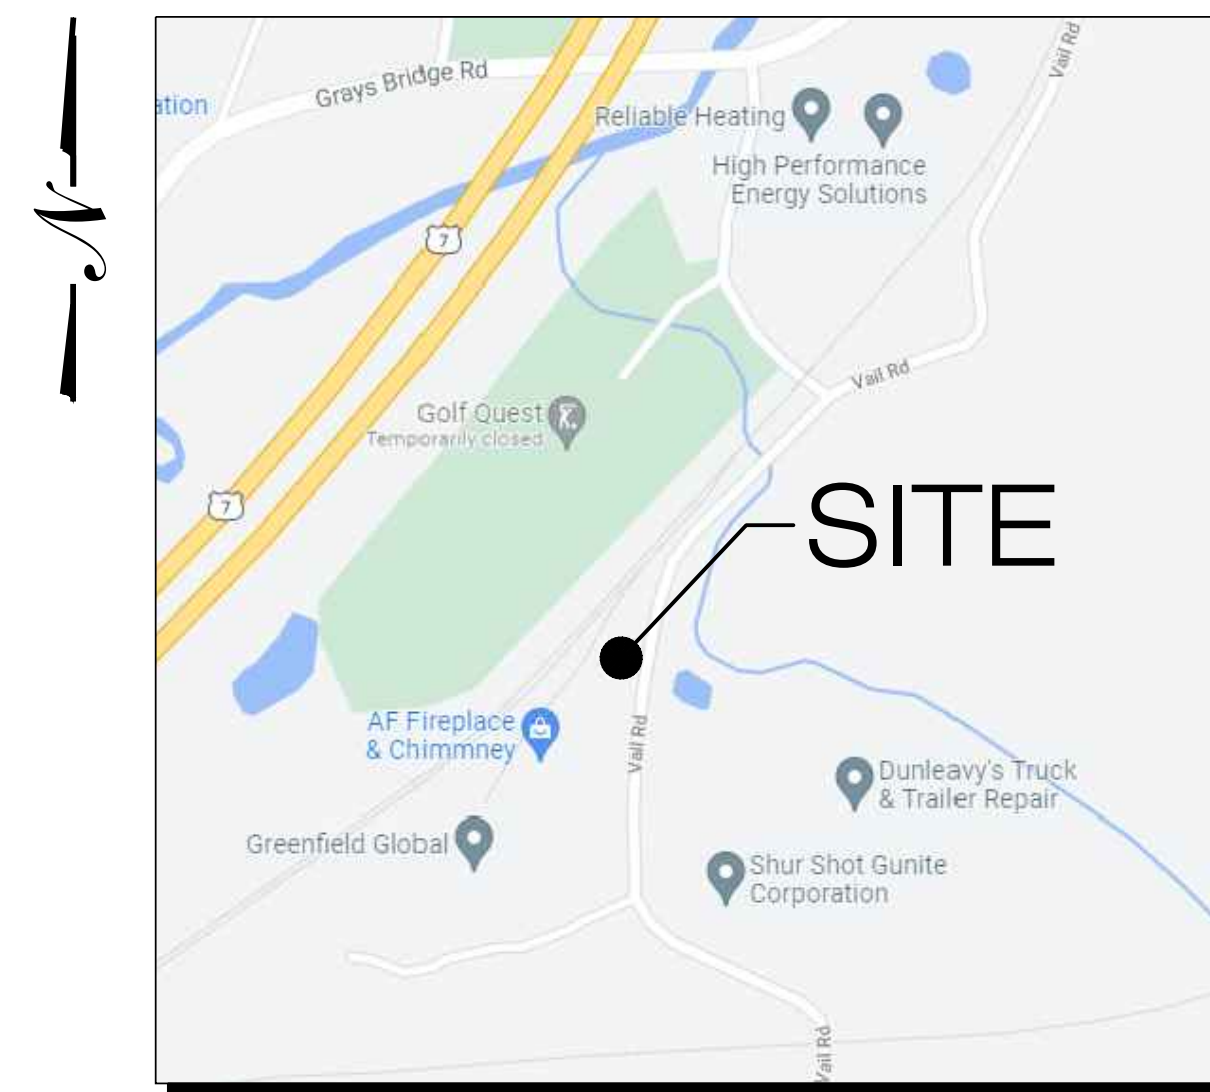 N
Grays Bridge Rd
Vail Rd
ation
Reliable Heating
High Performance
Energy Solutions
7
Vail Rd
Golf Quest
Temporarily closed
7
SITE
AF Fireplace
& Chimmney
Vail Rd
Dunleavy's Truck
& Trailer Repair
Greenfield Global
Shur Shot Gunite
Corporation
Vail Rd